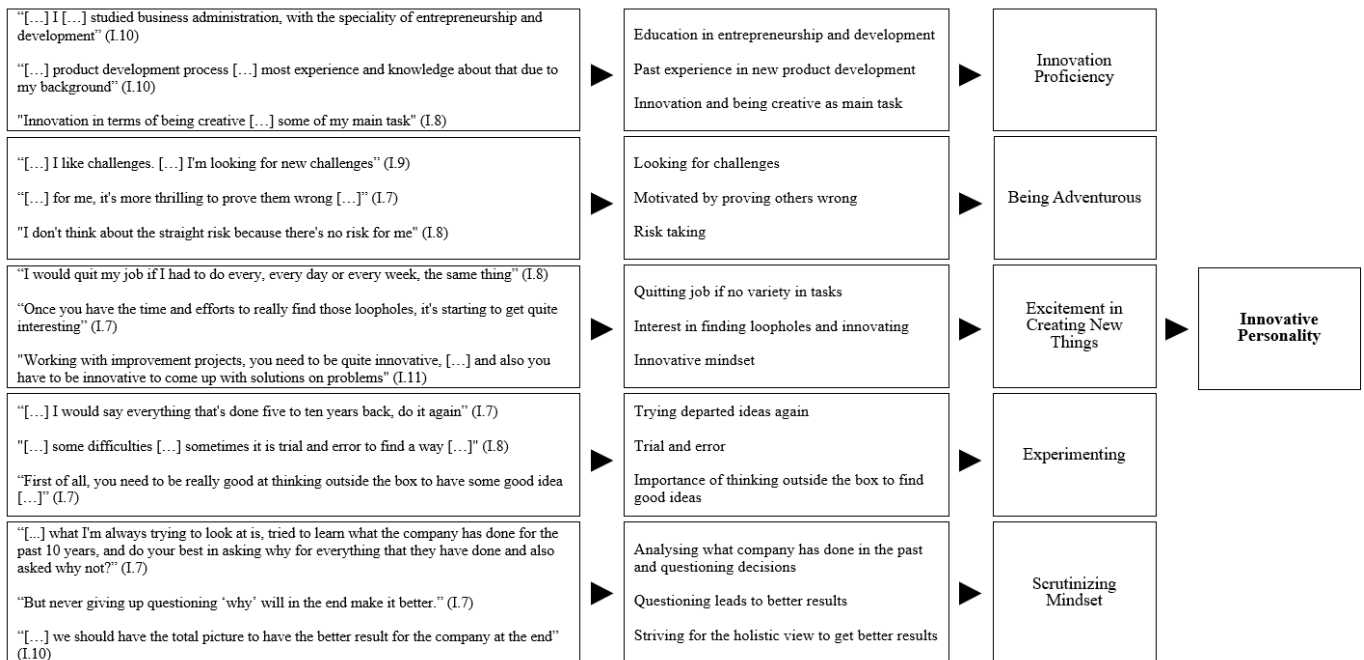 “[…] I […] studied business administration, with the speciality of entrepreneurship and
development” (I.10)
“[…] product development process […] most experience and knowledge about that due to
my background” (I.10)
"Innovation in terms of being creative […] some of my main task" (I.8)
Education in entrepreneurship and development
Past experience in new product development
Innovation and being creative as main task
Innovation
Proficiency
“[…] I like challenges. […] I'm looking for new challenges” (I.9)
“[…] for me, it's more thrilling to prove them wrong […]” (I.7)
"I don't think about the straight risk because there's no risk for me" (I.8)
Looking for challenges
Motivated by proving others wrong
Risk taking
Being Adventurous
“I would quit my job if I had to do every, every day or every week, the same thing” (I.8)
“Once you have the time and efforts to really find those loopholes, it's starting to get quite
interesting” (I.7)
"Working with improvement projects, you need to be quite innovative, […] and also you
have to be innovative to come up with solutions on problems" (I.11)
Quitting job if no variety in tasks
Interest in finding loopholes and innovating
Innovative mindset
Excitement in
Creating New
Things
Innovative
Personality
“[…] I would say everything that's done five to ten years back, do it again” (I.7)
"[…] some difficulties […] sometimes it is trial and error to find a way […]" (I.8)
“First of all, you need to be really good at thinking outside the box to have some good idea
[…]” (I.7)
Trying departed ideas again
Trial and error
Importance of thinking outside the box to find
good ideas
Experimenting
“[...] what I'm always trying to look at is, tried to learn what the company has done for the
past 10 years, and do your best in asking why for everything that they have done and also
asked why not?” (I.7)
“But never giving up questioning ‘why’ will in the end make it better.” (I.7)
“[…] we should have the total picture to have the better result for the company at the end”
(I.10)
Analysing what company has done in the past
and questioning decisions
Questioning leads to better results
Striving for the holistic view to get better results
Scrutinizing
Mindset